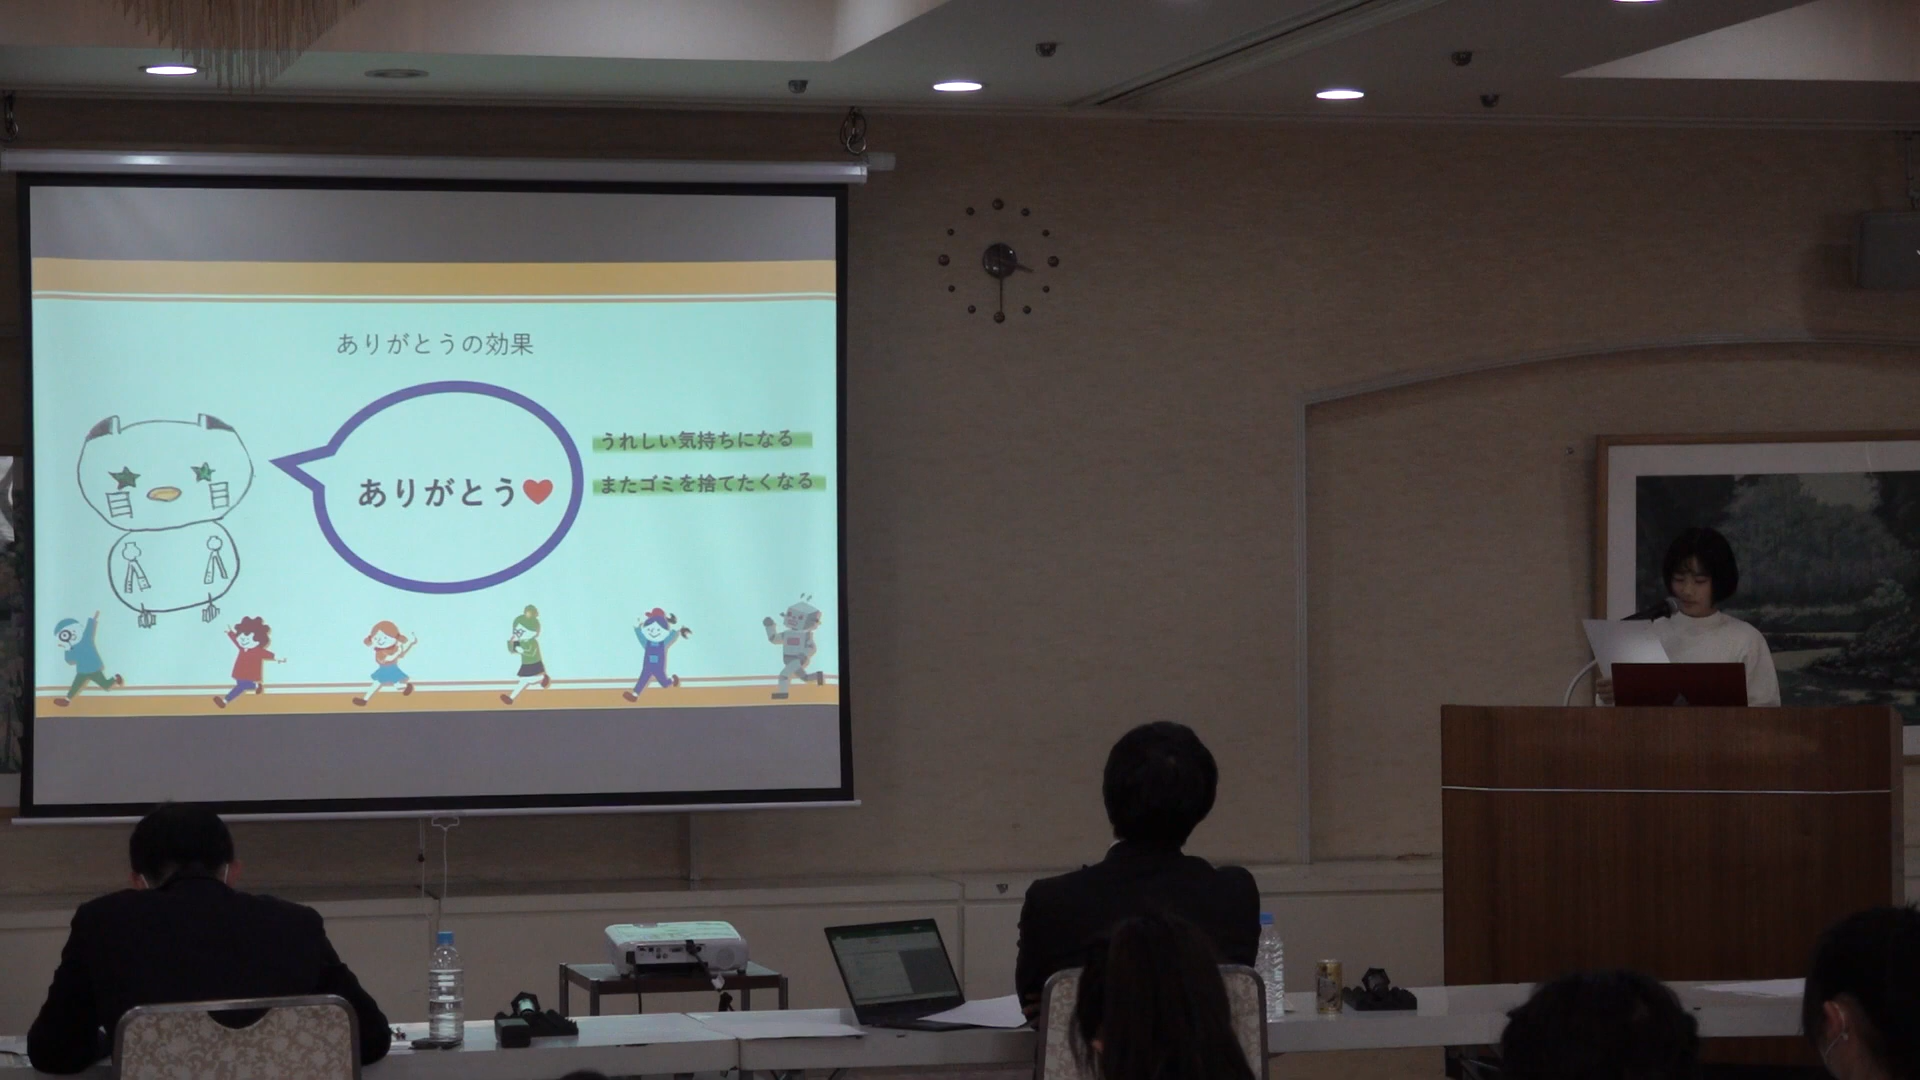 ありがとうの効果
ありがとう
うれしい気持ちになる
またゴミを捨てたくなる